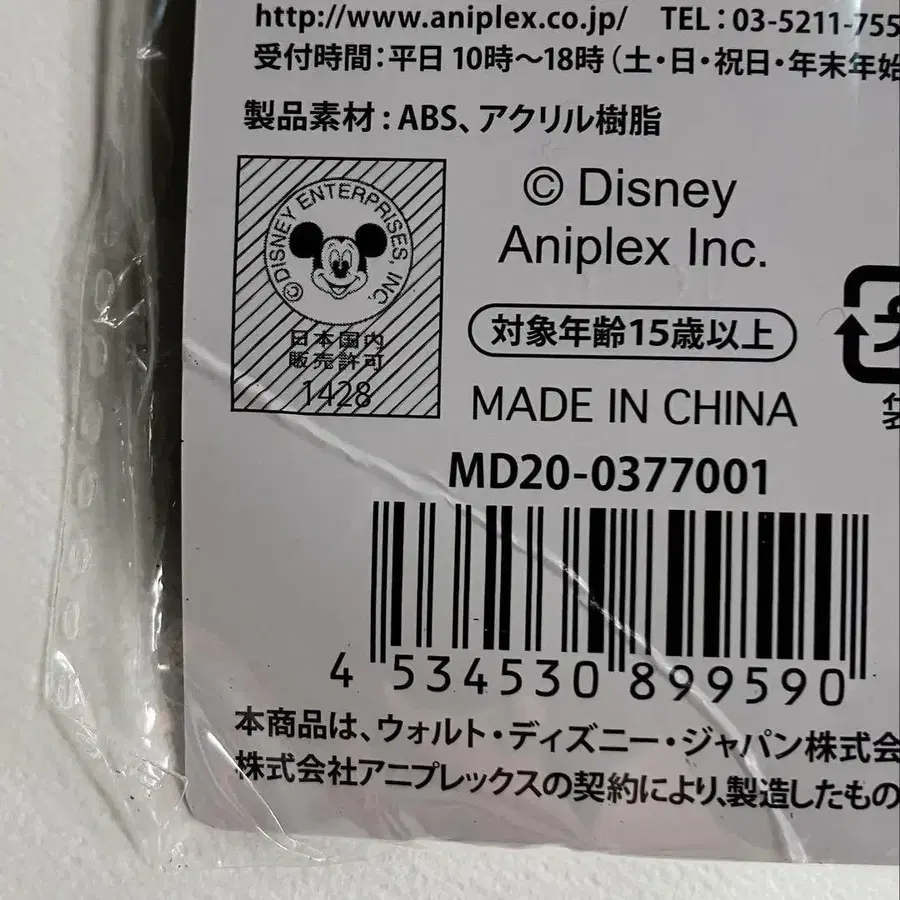 http://www.aniplex.co.jp/ TEL:03-5211-755
受付時間:平日 10時〜18時(土・日・祝日・年末年始
製品素材:ABS、アクリル樹脂
© DISNEY ENTERPRISES, INC.
日本国内
販売許可
1428
© Disney
Aniplex Inc.
対象年齢15歳以上
プ
MADE IN CHINA
MD20-0377001
4 534530 899590
本商品は、ウォルト・ディズニー・ジャパン株式会
株式会社アニプレックスの契約により、製造したもの